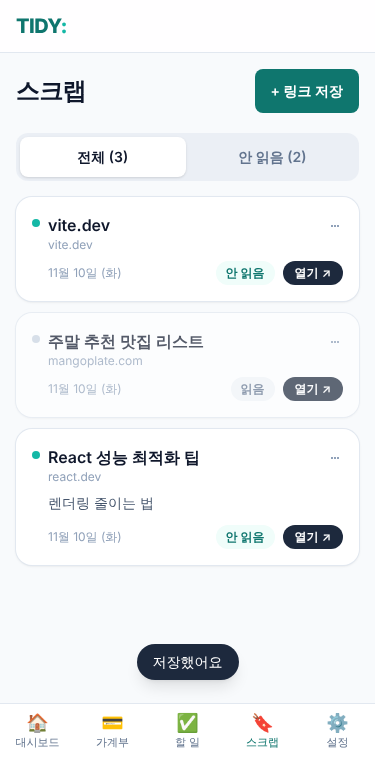 TIDY:
스크랩
+ 링크 저장
전체 (3)
안 읽음 (2)
vite.dev
vite.dev
11월 10일 (화)
안 읽음
열기 ↗
주말 추천 맛집 리스트
mangoplate.com
11월 10일 (화)
읽음
열기 ↗
React 성능 최적화 팁
react.dev
렌더링 줄이는 법
11월 10일 (화)
안 읽음
열기 ↗
저장했어요
대시보드
가계부
할 일
스크랩
설정